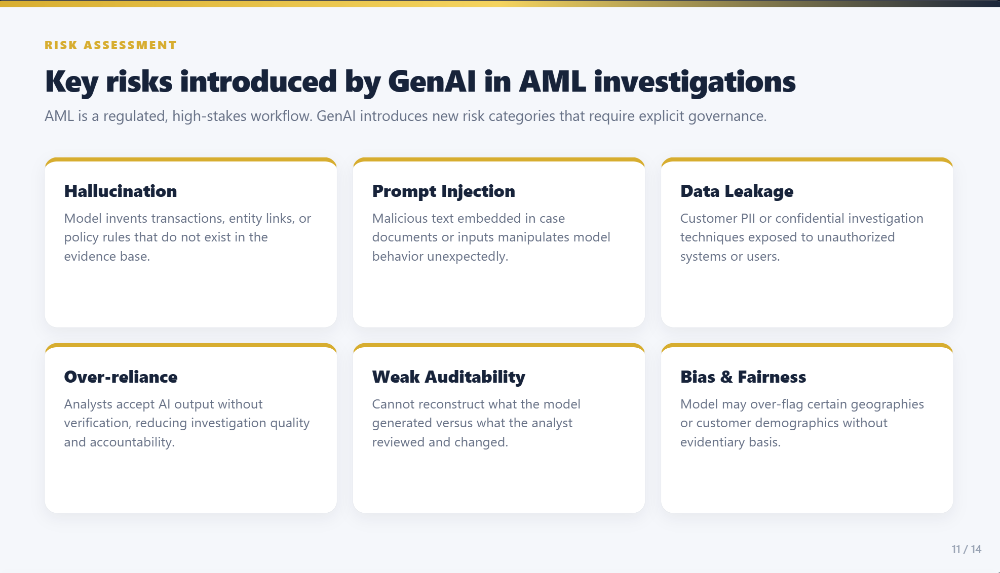 RISK ASSESSMENT
Key risks introduced by GenAI in AML investigations
AML is a regulated, high-stakes workflow. GenAI introduces new risk categories that require explicit governance.
Hallucination
Model invents transactions, entity links, or
policy rules that do not exist in the
evidence base.
Prompt Injection
Malicious text embedded in case
documents or inputs manipulates model
behavior unexpectedly.
Data Leakage
Customer PII or confidential investigation
techniques exposed to unauthorized
systems or users.
Over-reliance
Analysts accept AI output without
verification, reducing investigation quality
and accountability.
Weak Auditability
Cannot reconstruct what the model
generated versus what the analyst
reviewed and changed.
Bias & Fairness
Model may over-flag certain geographies
or customer demographics without
evidentiary basis.
11 / 14